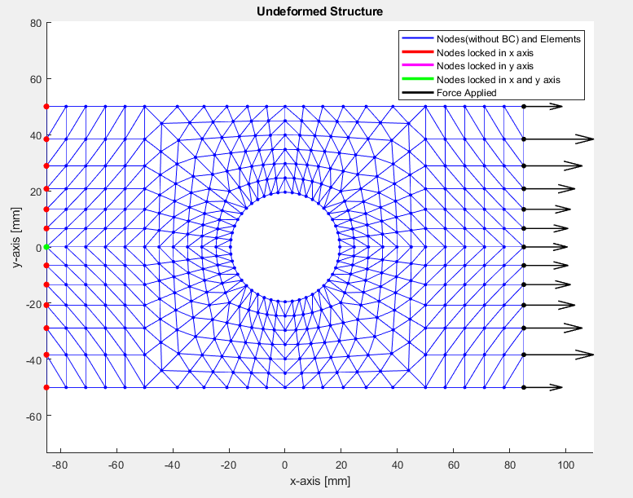 Undeformed Structure
80
Nodes(without BC) and Elements
Nodes locked in x axis
Nodes locked in y axis
Nodes locked in x and y axis
Force Applied
60
40
20
0
-20
-40
-60
y-axis [mm]
-80 -60 -40 -20 0 20 40 60 80 100
x-axis [mm]